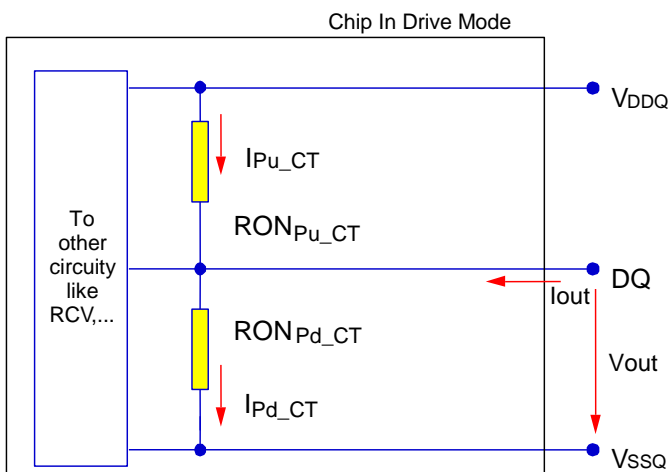 Chip In Drive Mode
VDDQ
IPu_CT
RONPu_CT
To
other
circuity
like
RCV,...
DQ
Iout
RONPd_CT
Vout
IPd_CT
VSSQ